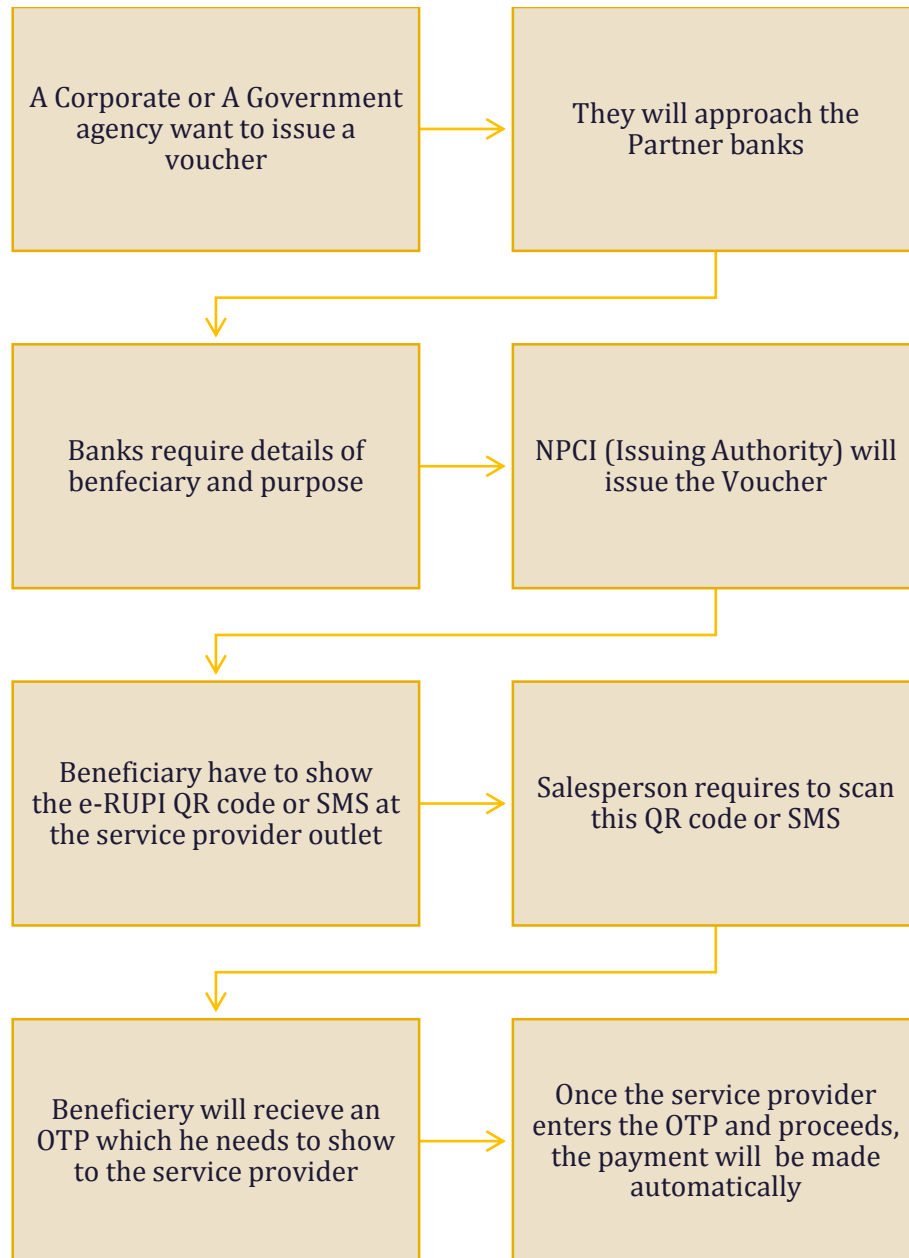 A Corporate or A Government
agency want to issue a
voucher
They will approach the
Partner banks
Banks require details of
benfeciary and purpose
NPCI (Issuing Authority) will
issue the Voucher
Beneficiary have to show
the e-RUPI QR code or SMS at
the service provider outlet
Salesperson requires to scan
this QR code or SMS
Beneficiery will recieve an
OTP which he needs to show
to the service provider
Once the service provider
enters the OTP and proceeds,
the payment will be made
automatically